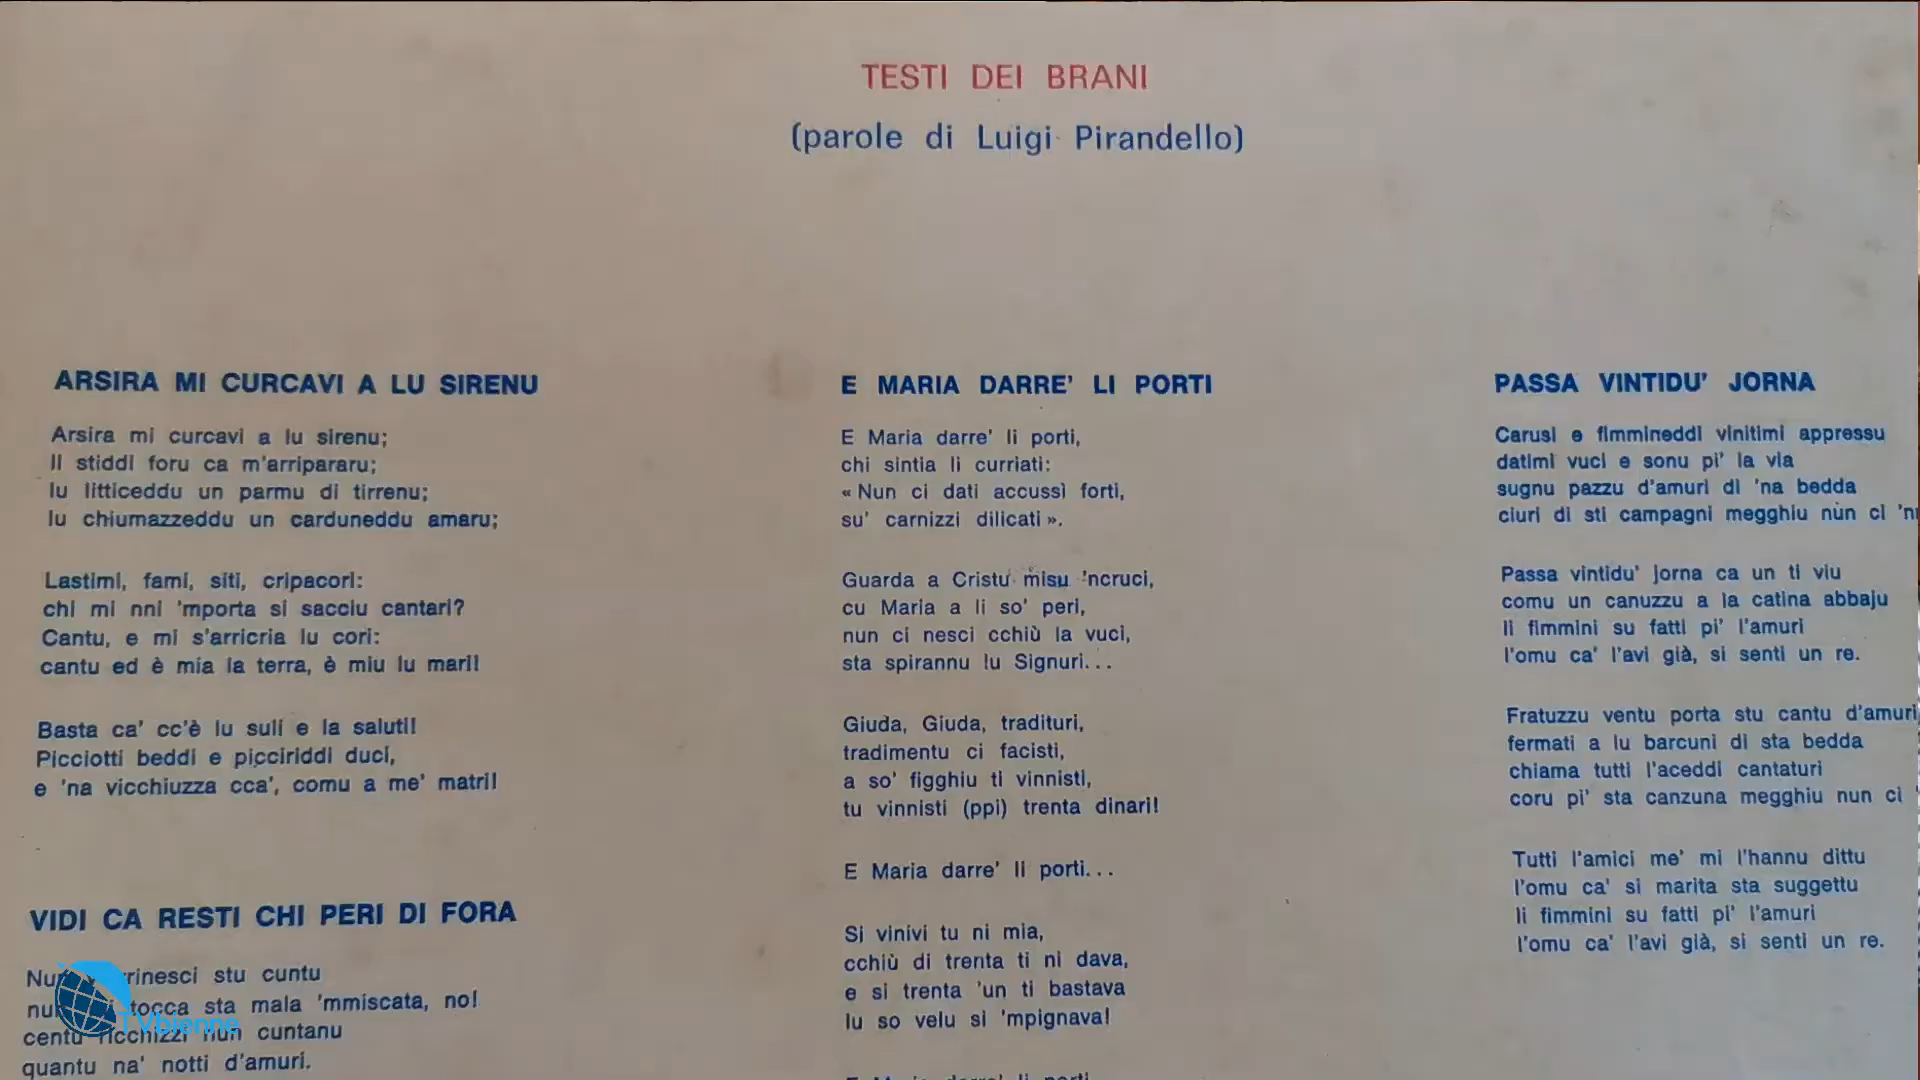 TESTI DEI BRANI
(parole di Luigi Pirandello)
ARSIRA MI CURCAVI A LU SIRENU
Arsira mi curcavi a lu sirenu;
li stiddi foru ca m'arripararu;
lu litticeddu un parmu di tirrenu;
lu chiumazzeddu un carduneddu amaru;
Lastimi, fami, siti, cripacori:
chi mi nni 'mporta si sacciu cantari?
Cantu, e mi s'arricria lu cori:
cantu ed è mia la terra, è miu lu mari!
Basta ca' cc'è lu suli e la saluti!
Picciotti beddi e picciriddi duci,
e 'na vicchiuzza cca', comu a me' matri!
VIDI CA RESTI CHI PERI DI FORA
stu cuntu
tocca sta mala 'mmiscata, no!
centu ricchizzi nun cuntanu
quantu na' notti d'amuri.
E MARIA DARRE' LI PORTI
E Maria darre' li porti,
chi sintia li curriati:
« Nun ci dati accussì forti,
su' carnizzi dilicati ».
Guarda a Cristu misu 'ncruci,
cu Maria a li so' peri,
nun ci nesci cchiù la vuci,
sta spirannu lu Signuri...
Giuda, Giuda, tradituri,
tradimentu ci facisti,
a so' figghiu ti vinnisti,
tu vinnisti (ppi) trenta dinari!
E Maria darre' li porti...
Si vinivi tu ni mia,
cchiù di trenta ti ni dava,
e si trenta 'un ti bastava
lu so velu si 'mpignava!
E Maria darre' li porti
PASSA VINTIDU' JORNA
Carusi e fimmineddi vinitimi appressu
datimi vuci e sonu pi' la via
sugnu pazzu d'amuri di 'na bedda
ciuri di sti campagni megghiu nùn ci
Passa vintidu' jorna ca un ti viu
comu un canuzzu a la catina abbaju
li fimmini su fatti pi' l'amuri
l'omu ca' l'avi già, si senti un re.
Fratuzzu ventu porta stu cantu d'amuri
fermati a lu barcuni di sta bedda
chiama tutti l'aceddi cantaturi
coru pi' sta canzuna megghiu nun ci
Tutti l'amici me' mi l'hannu dittu
l'omu ca' si marita sta suggettu
li fimmini su fatti pi' l'amuri
l'omu ca' l'avi già, si senti un re.
TVbienne